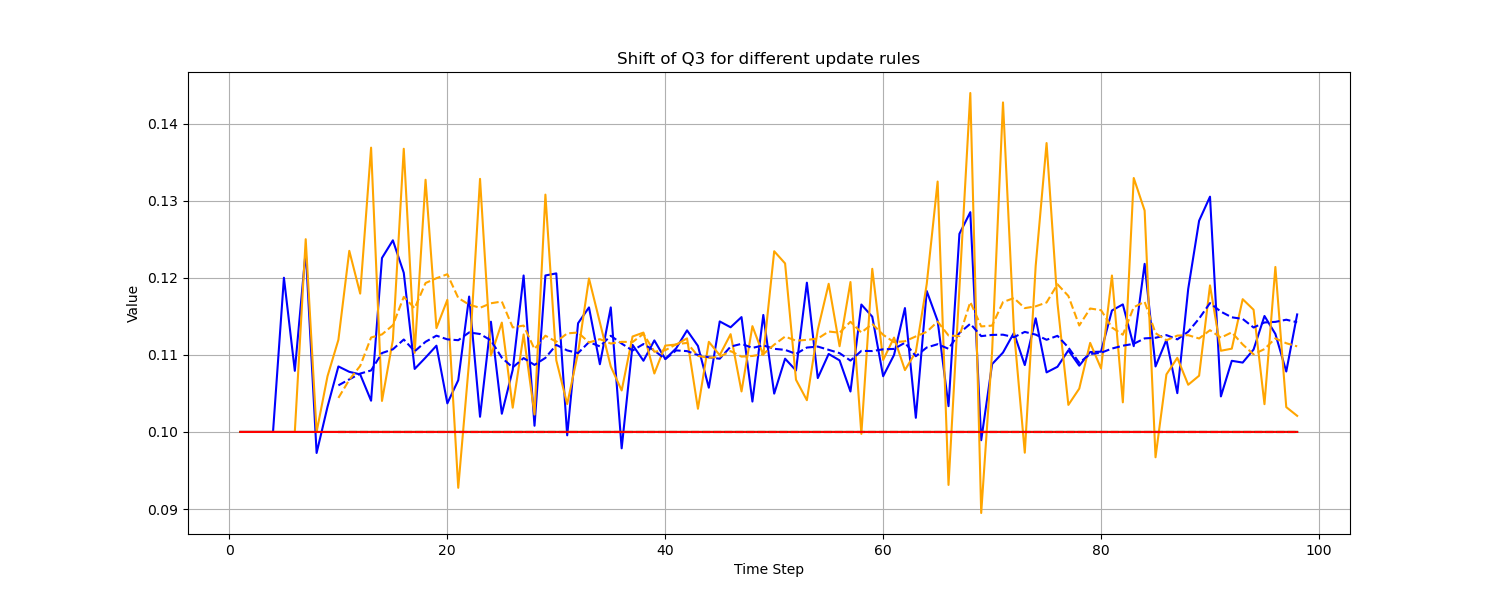 Shift of Q3 for different update rules
0.14
0.13
0.12
0.11
0.10
0.09
Value
0 20 40 60 80 100
Time Step